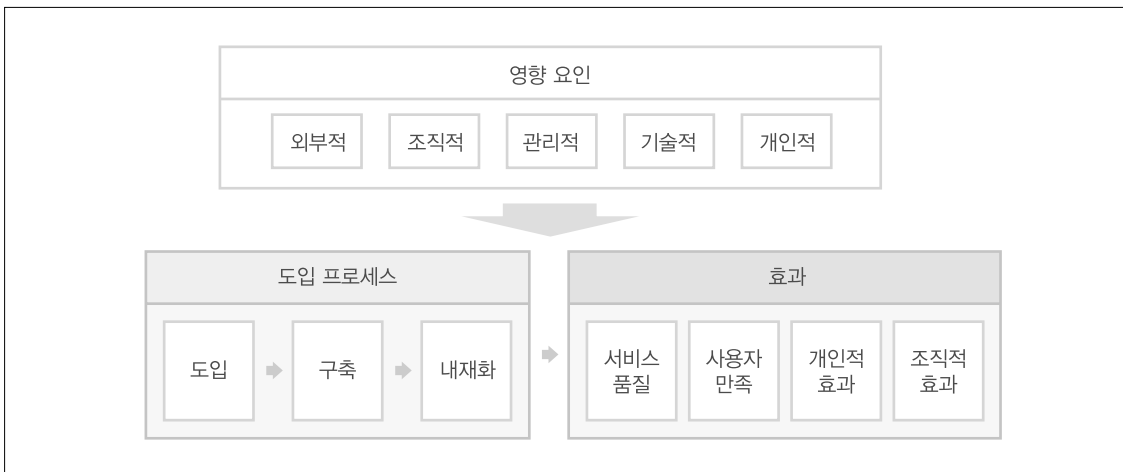 영향 요인
외부적 조직적 관리적 기술적 개인적
도입 프로세스
도입 구축 내재화
효과
서비스 사용자 개인적 조직적
품질 만족 효과 효과